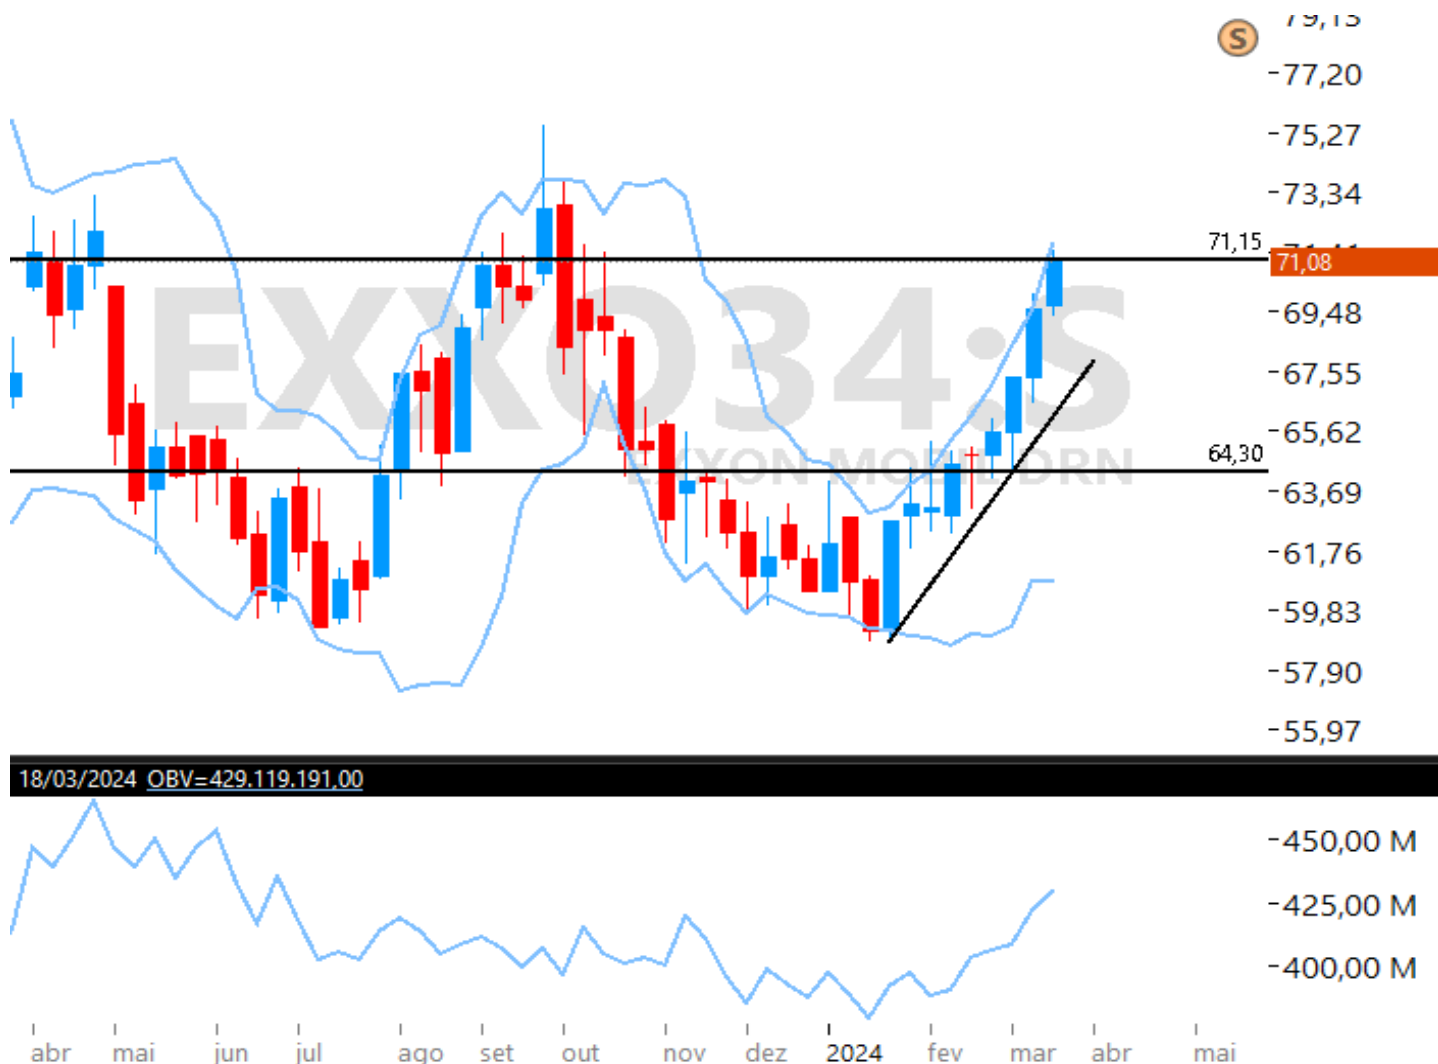 S
77,20
75,27
73,34
71,15
71,08
69,48
67,55
65,62
64,30
63,69
61,76
59,83
57,90
55,97
EXXO34:S
EXXON MOBIL DRN
18/03/2024 OBV=429.119.191,00
450,00 M
425,00 M
400,00 M
abr mai jun jul ago set out nov dez 2024 fev mar abr mai